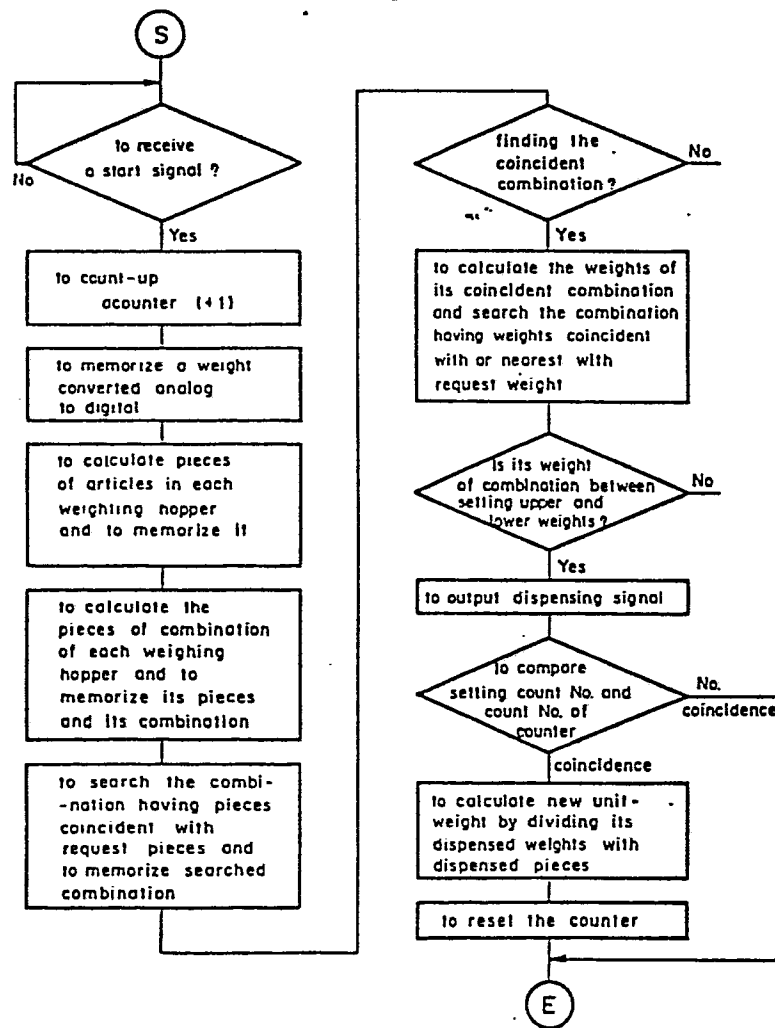 S
to receive
a start signal ?
No
Yes
to count-up
acounter (+1)
to memorize a weight
converted analog
to digital
to calculate pieces
of articles in each
weighting hopper
and to memorize it
to calculate the
pieces of combination
of each weighing
hopper and to
memorize its pieces
and its combination
to search the combi-
-nation having pieces
coincident with
request pieces and
to memorize searched
combination
finding the
coincident
combination ?
No
Yes
to calculate the weights of
its coincident combination
and search the combination
having weights coincident
with or nearest with
request weight
Is its weight
of combination between
setting upper and
lower weights ?
No
Yes
to output dispensing signal
to compare
setting count No. and
count No. of
counter
No.
coincidence
coincidence
to calculate new unit-
weight by dividing its
dispensed weights with
dispensed pieces
to reset the counter
E